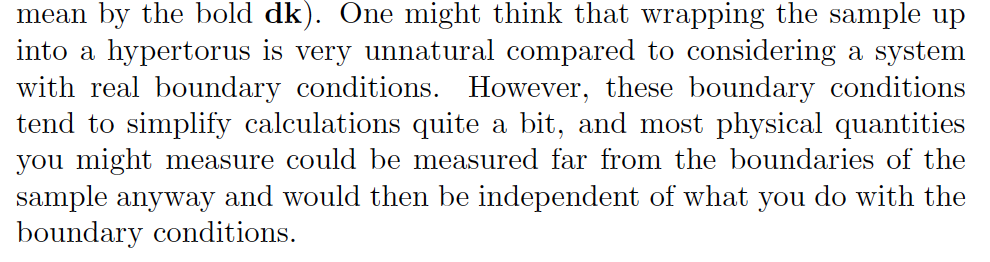 mean by the bold dk). One might think that wrapping the sample up
into a hypertorus is very unnatural compared to considering a system
with real boundary conditions. However, these boundary conditions
tend to simplify calculations quite a bit, and most physical quantities
you might measure could be measured far from the boundaries of the
sample anyway and would then be independent of what you do with the
boundary conditions.